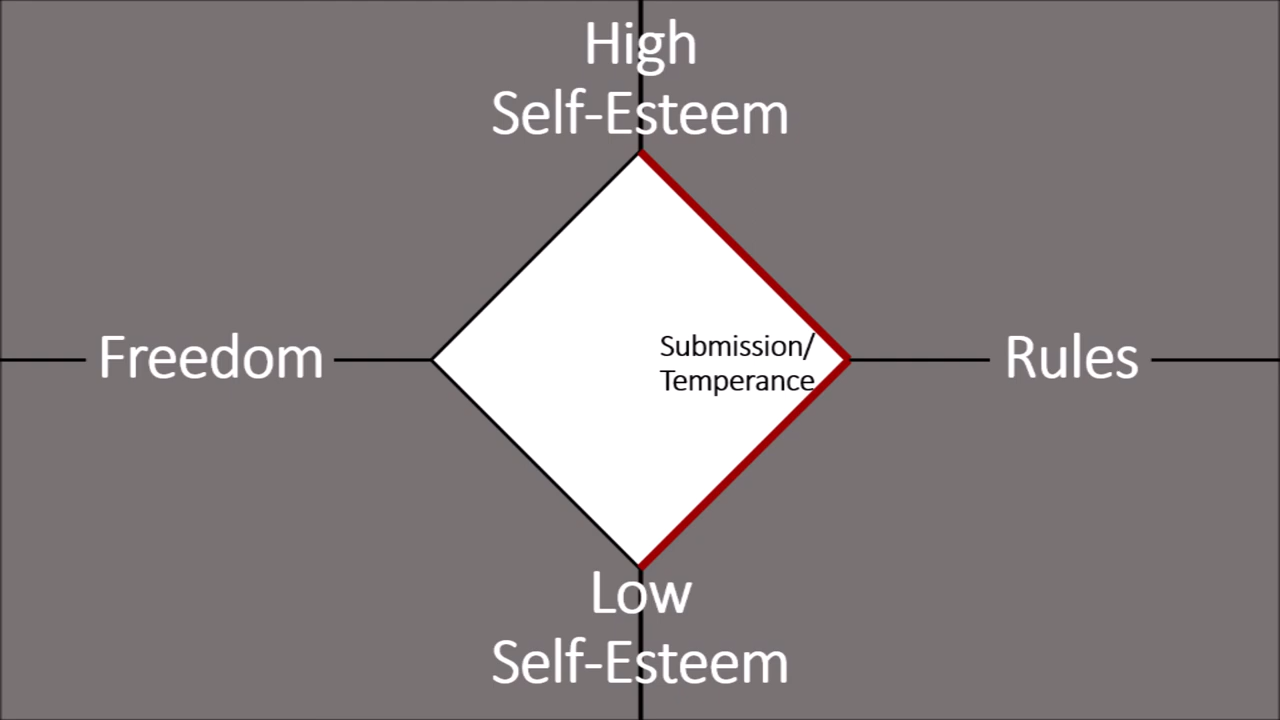 High
Self-Esteem
Submission/
Freedom
Rules
Temperance
Low
Self-Esteem